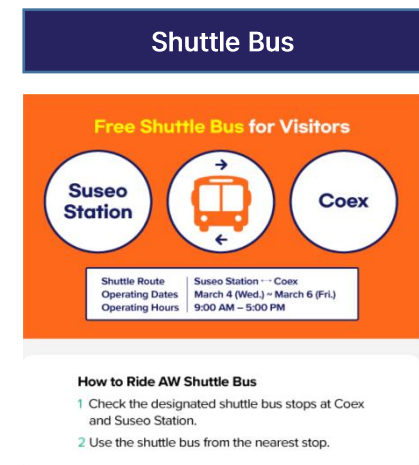 Shuttle Bus
Free Shuttle Bus for Visitors
Suseo
Station
Coex
Shuttle Route Suseo Station ↔ Coex
Operating Dates March 4 (Wed.) ~ March 6 (Fri.)
Operating Hours 9:00 AM – 5:00 PM
How to Ride AW Shuttle Bus
1 Check the designated shuttle bus stops at Coex
and Suseo Station.
2 Use the shuttle bus from the nearest stop.